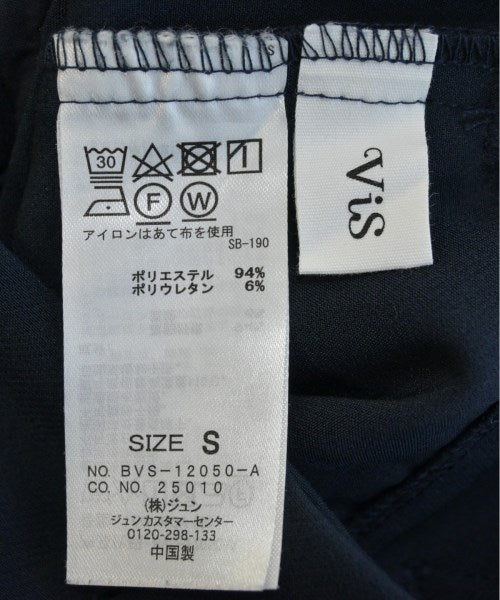 S
30
F W
アイロンはあて布を使用
SB-190
ポリエステル 94%
ポリウレタン 6%
SIZE S
NO. BVS-12050-A
CO. NO. 25010
(株)ジュン
ジュンカスタマーセンター
0120-298-133
中国製
ViS